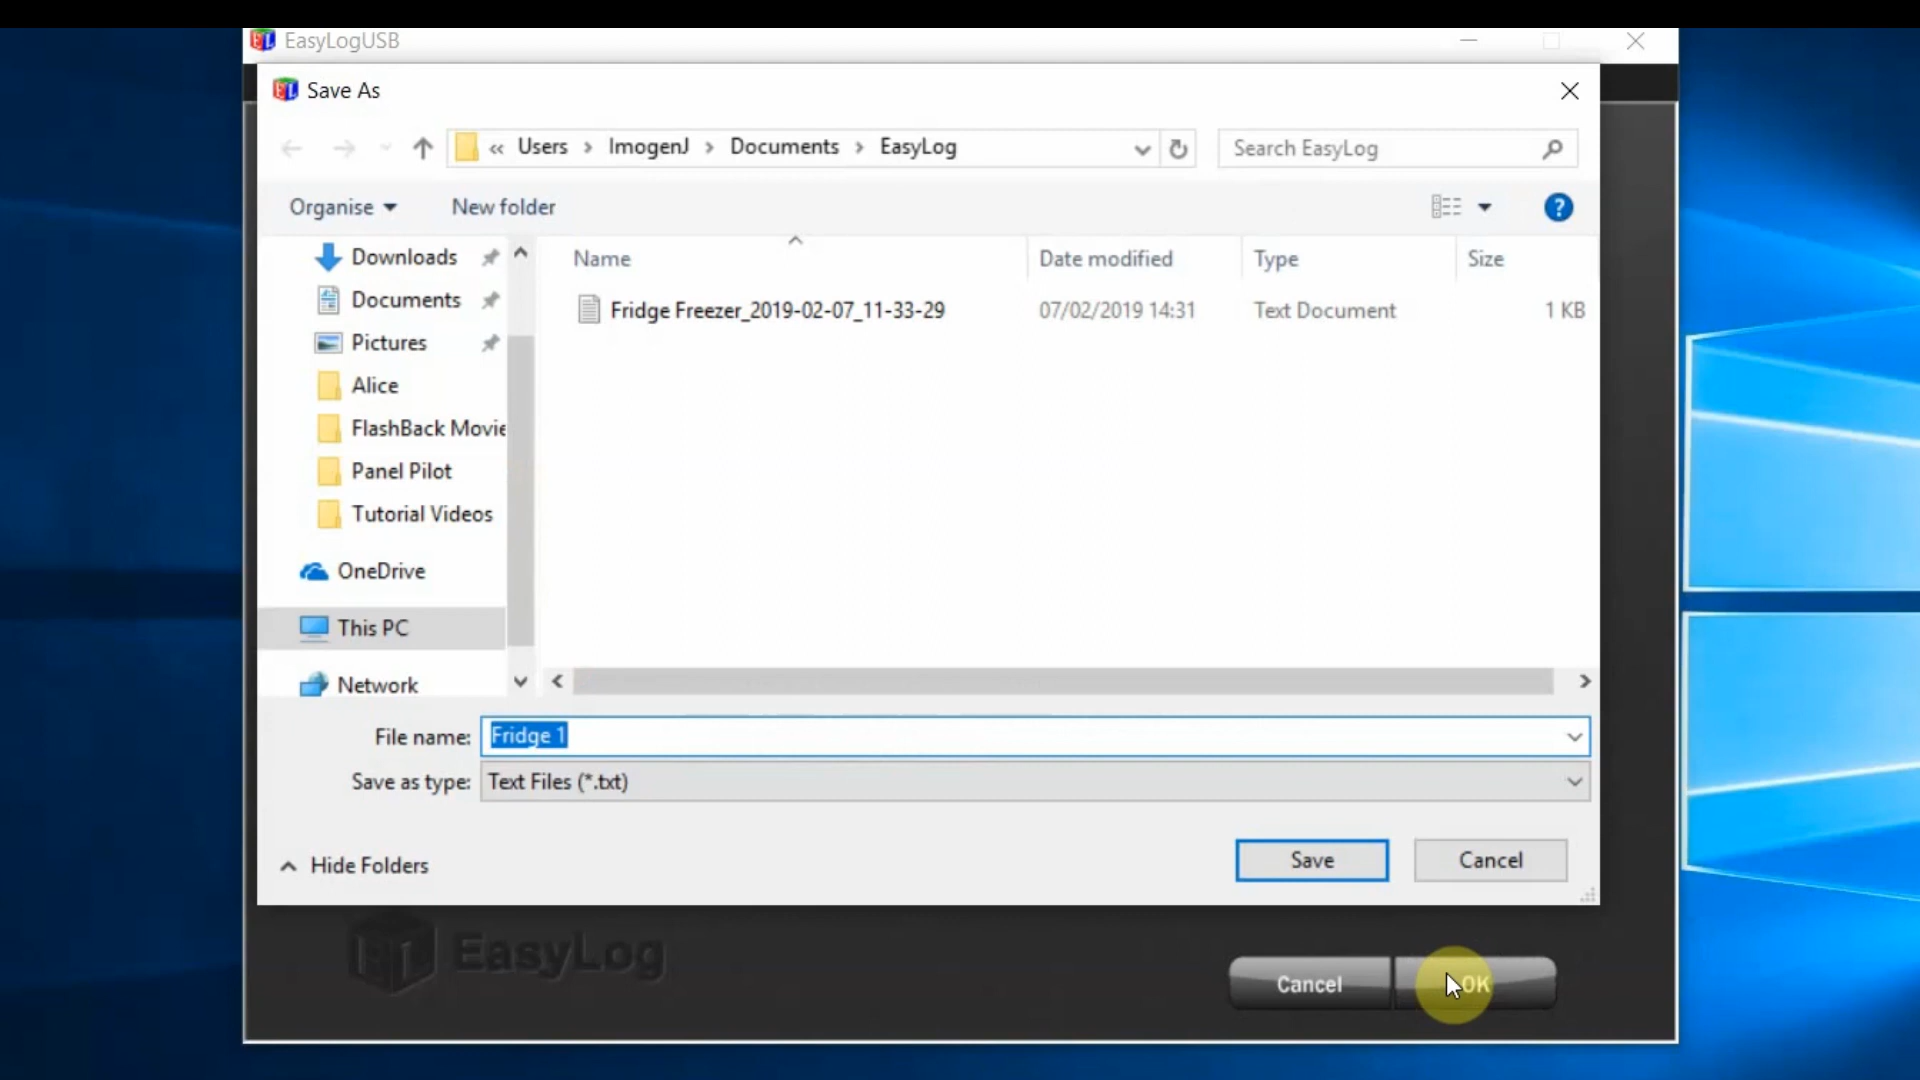 EasyLogUSB
Save As
« Users › ImogenJ › Documents › EasyLog
Search EasyLog
Organise
New folder
?
Name
Date modified
Type
Size
Downloads
Documents
Pictures
Alice
FlashBack Movie
Panel Pilot
Tutorial Videos
OneDrive
This PC
Network
Fridge Freezer_2019-02-07_11-33-29
07/02/2019 14:31
Text Document
1 KB
File name: Fridge 1
Save as type: Text Files (*.txt)
Hide Folders
Save
Cancel
EL EasyLog
Cancel
OK